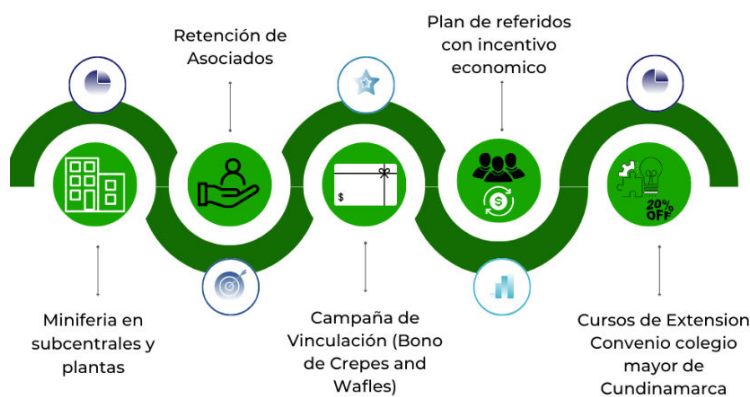 Retención de
Asociados
Plan de referidos
con incentivo
economico
$
$
20%
OFF
Miniferia en
subcentrales y
plantas
Campaña de
Vinculación (Bono
de Crepes and
Wafles)
Cursos de Extension
Convenio colegio
mayor de
Cundinamarca